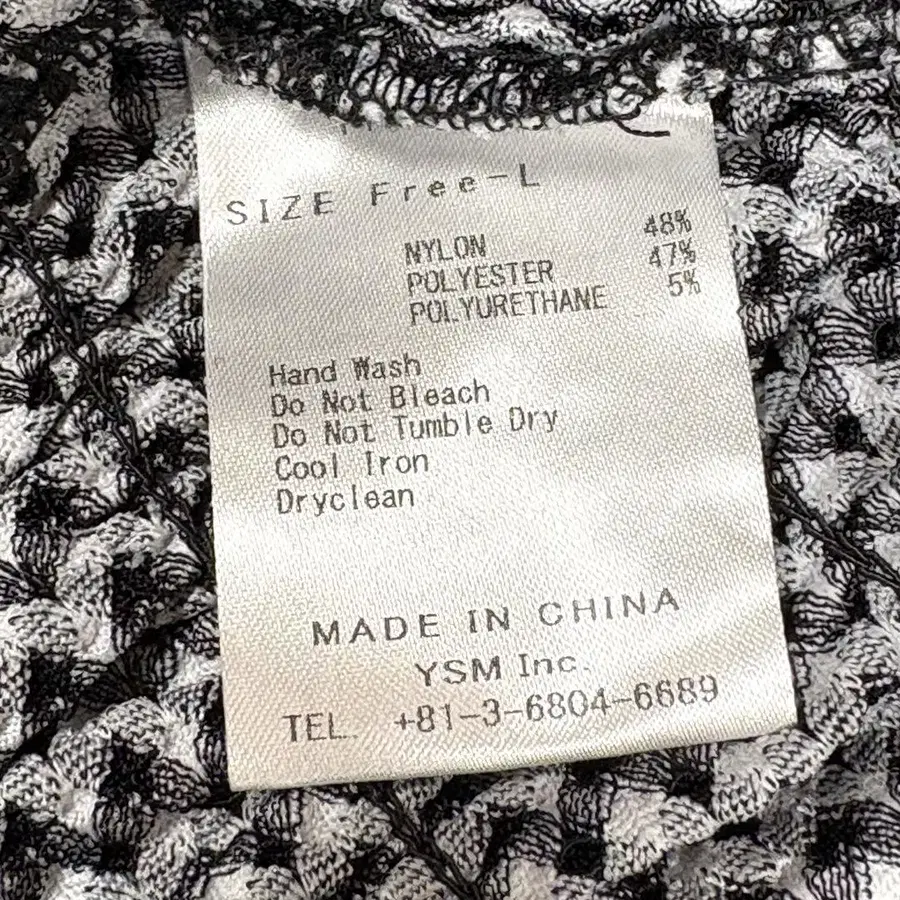 SIZE Free-L
NYLON 48%
POLYESTER 47%
POLYURETHANE 5%
Hand Wash
Do Not Bleach
Do Not Tumble Dry
Cool Iron
Dryclean
MADE IN CHINA
YSM Inc.
TEL. +81-3-6804-6689